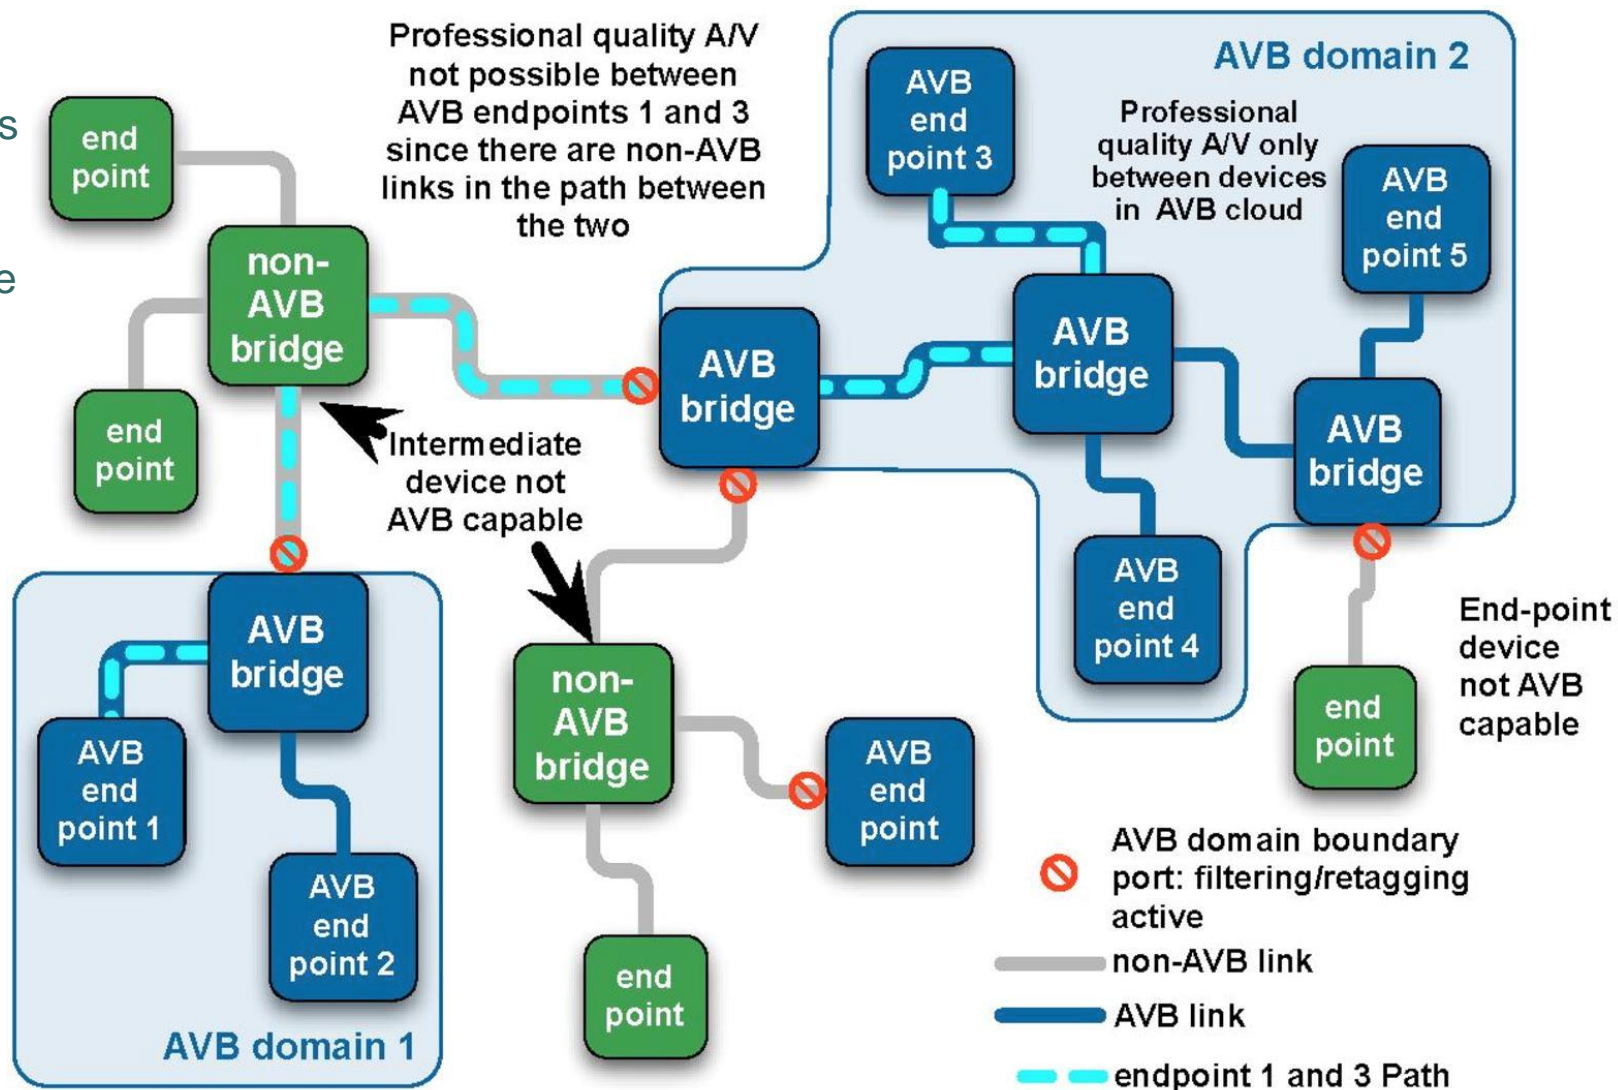 s
e
Professional quality A/V
not possible between
AVB endpoints 1 and 3
since there are non-AVB
links in the path between
the two
AVB domain 2
AVB
end
point 3
Professional
quality A/V only
between devices
in AVB cloud
AVB
end
point 5
end
point
non-
AVB
bridge
AVB
bridge
AVB
bridge
AVB
bridge
end
point
Intermediate
device not
AVB capable
AVB
end
point 4
End-point
device
not AVB
capable
AVB
bridge
non-
AVB
bridge
end
point
AVB
end
point 1
AVB
end
point
AVB
end
point 2
end
point
AVB domain 1
AVB domain boundary
port: filtering/retagging
active
non-AVB link
AVB link
endpoint 1 and 3 Path